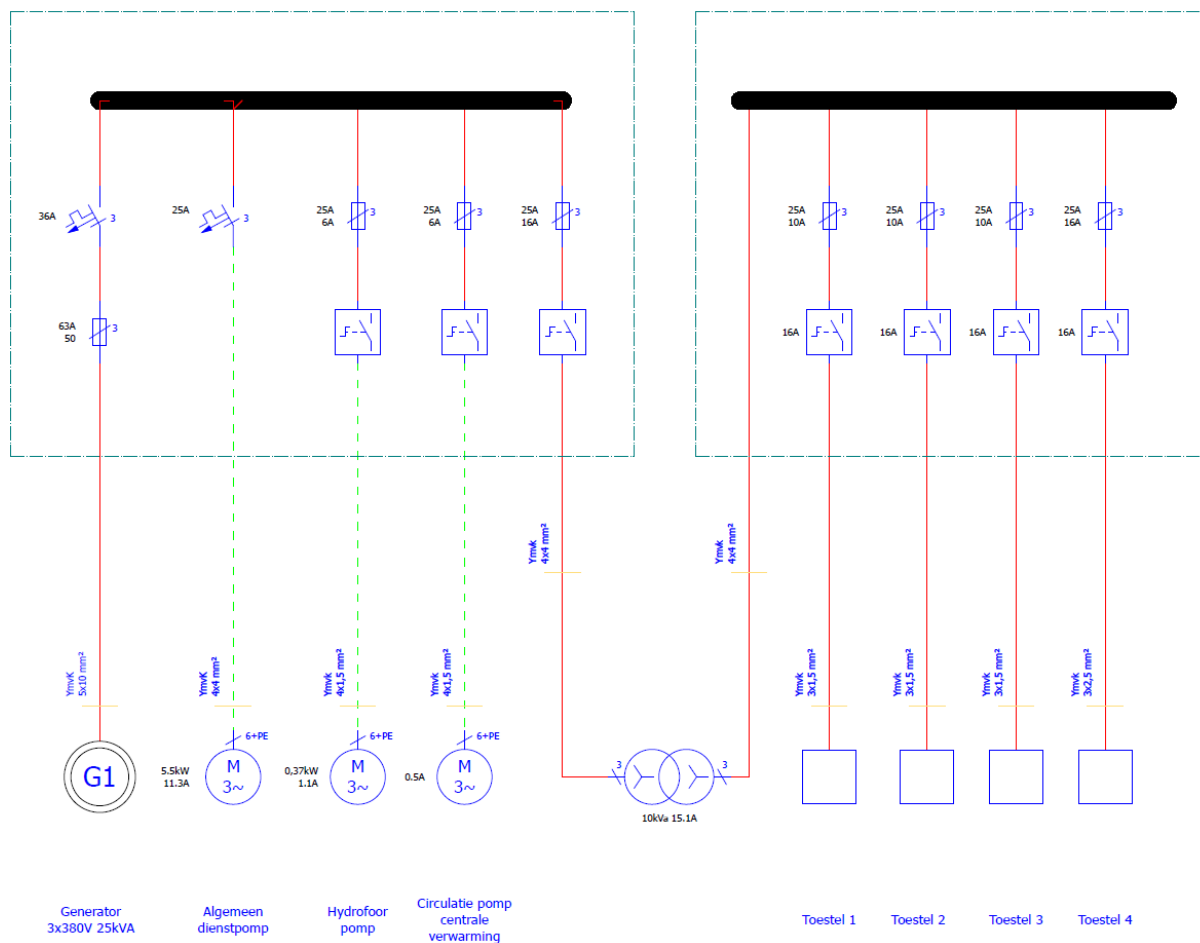 36A
3
25A
3
25A
6A
3
25A
6A
3
25A
16A
3
25A
10A
3
25A
10A
3
25A
10A
3
25A
16A
3
63A
50
3
16A
16A
16A
16A
Ymvk
4x4 mm²
Ymvk
4x4 mm²
YmvK
5x10 mm²
YmvK
4x4 mm²
Ymvk
4x1,5 mm²
Ymvk
4x1,5 mm²
Ymvk
3x1,5 mm²
Ymvk
3x1,5 mm²
Ymvk
3x1,5 mm²
Ymvk
3x2,5 mm²
6+PE
6+PE
6+PE
G1
5.5kW
11.3A
M
3~
0,37kW
1.1A
M
3~
0.5A
M
3~
3
3
10kVa 15.1A
Generator
3x380V 25kVA
Algemeen
dienstpomp
Hydrofoor
pomp
Circulatie pomp
centrale
verwarming
Toestel 1
Toestel 2
Toestel 3
Toestel 4